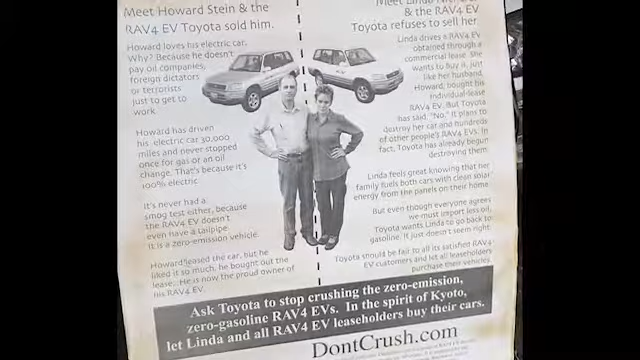 Meet Howard Stein & the
RAV4 EV Toyota sold him.
Howard loves his electric car.
Why? Because he doesn't
pay oil companies,
foreign dictators
or terrorists
just to get to
work.
Howard has driven
his electric car 30,000
miles and never stopped
once for gas or an oil
change. That's because it's
100% electric.
It's never had a
smog test either, because
the RAV4 EV doesn't
even have a tailpipe.
It is a zero-emission vehicle.
Howard leased the car, but he
liked it so much, he bought out the
lease. He is now the proud owner of
his RAV4 EV.
Meet Linda
& the RAV4 EV
Toyota refuses to sell her.
Linda drives a RAV4 EV
obtained through a
commercial lease. She
wants to buy it, just
like her husband,
Howard, bought his
individual-lease
RAV4 EV. But Toyota
has said, "No." It plans to
destroy her car and hundreds
of other people's RAV4 EVs. In
fact, Toyota has already begun
destroying them.
Linda feels great knowing that her
family fuels both cars with clean solar
energy from the panels on their home.
But even though everyone agrees
we must import less oil,
Toyota wants Linda to go back to
gasoline. It just doesn't seem right.
Toyota should be fair to all its satisfied RAV4
EV customers and let all leaseholders
purchase their vehicles.
Ask Toyota to stop crushing the zero-emission,
zero-gasoline RAV4 EVs. In the spirit of Kyoto,
let Linda and all RAV4 EV leaseholders buy their cars.
DontCrush.com